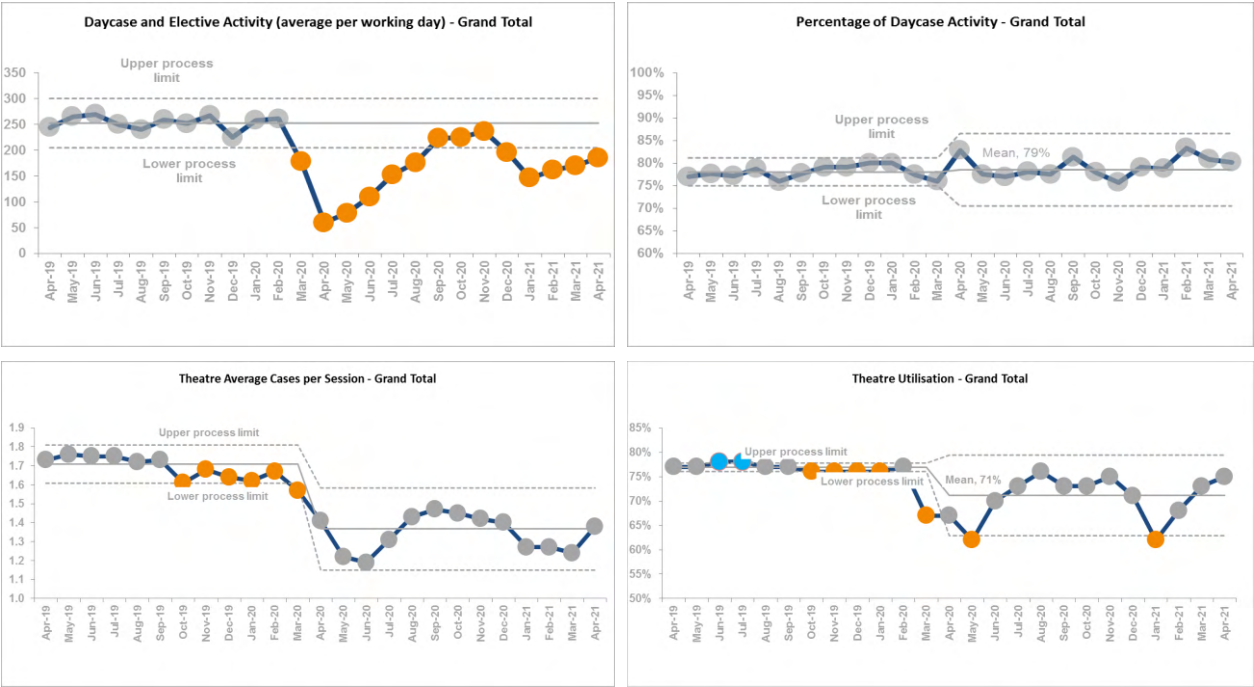 Daycase and Elective Activity (average per working day) - Grand Total
Upper process
limit
350
300
250
200
150
100
50
0
Lower process
limit
Apr-19
May-19
Jun-19
Jul-19
Aug-19
Sep-19
Oct-19
Nov-19
Dec-19
Jan-20
Feb-20
Mar-20
Apr-20
May-20
Jun-20
Jul-20
Aug-20
Sep-20
Oct-20
Nov-20
Dec-20
Jan-21
Feb-21
Mar-21
Apr-21
Percentage of Daycase Activity - Grand Total
100%
95%
90%
85%
80%
75%
70%
65%
60%
Upper process
limit
Mean, 79%
Lower process
limit
Apr-19
May-19
Jun-19
Jul-19
Aug-19
Sep-19
Oct-19
Nov-19
Dec-19
Jan-20
Feb-20
Mar-20
Apr-20
May-20
Jun-20
Jul-20
Aug-20
Sep-20
Oct-20
Nov-20
Dec-20
Jan-21
Feb-21
Mar-21
Apr-21
Theatre Average Cases per Session - Grand Total
1.9
1.8
1.7
1.6
1.5
1.4
1.3
1.2
1.1
1.0
Upper process limit
Lower process limit
Apr-19
May-19
Jun-19
Jul-19
Aug-19
Sep-19
Oct-19
Nov-19
Dec-19
Jan-20
Feb-20
Mar-20
Apr-20
May-20
Jun-20
Jul-20
Aug-20
Sep-20
Oct-20
Nov-20
Dec-20
Jan-21
Feb-21
Mar-21
Apr-21
Theatre Utilisation - Grand Total
85%
80%
75%
70%
65%
60%
55%
50%
Upper process limit
Lower process limit
Mean, 71%
Apr-19
May-19
Jun-19
Jul-19
Aug-19
Sep-19
Oct-19
Nov-19
Dec-19
Jan-20
Feb-20
Mar-20
Apr-20
May-20
Jun-20
Jul-20
Aug-20
Sep-20
Oct-20
Nov-20
Dec-20
Jan-21
Feb-21
Mar-21
Apr-21